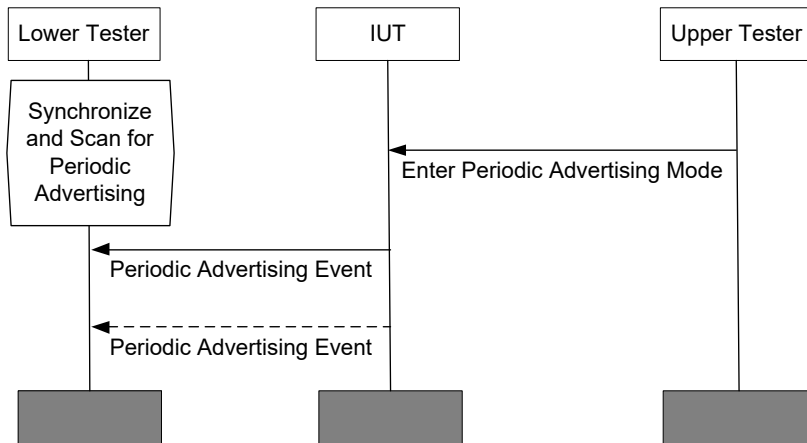 Lower Tester
IUT
Upper Tester
Synchronize
and Scan for
Periodic
Advertising
Enter Periodic Advertising Mode
Periodic Advertising Event
Periodic Advertising Event